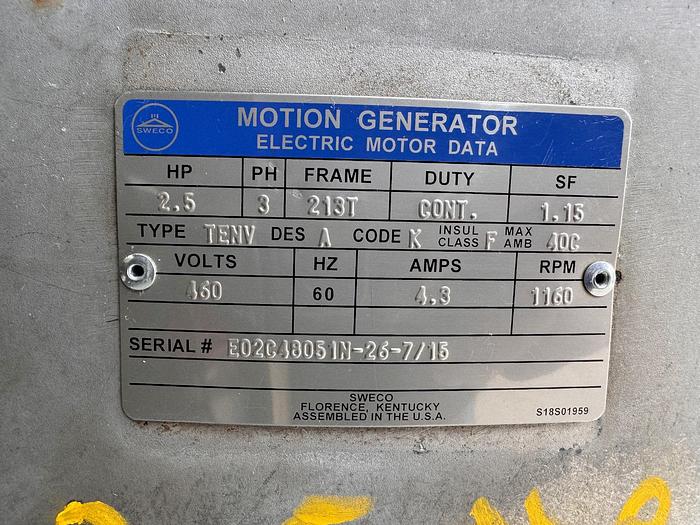 SWECO
MOTION GENERATOR
ELECTRIC MOTOR DATA
HP PH FRAME DUTY SF
2.5 3 213T CONT. 1.15
TYPE TENV DES A CODE K INSUL CLASS F MAX AMB 40C
VOLTS HZ AMPS RPM
460 60 4.3 1160
SERIAL # E02C48051N-26-7/15
SWECO
FLORENCE, KENTUCKY
ASSEMBLED IN THE U.S.A.
S18S01959